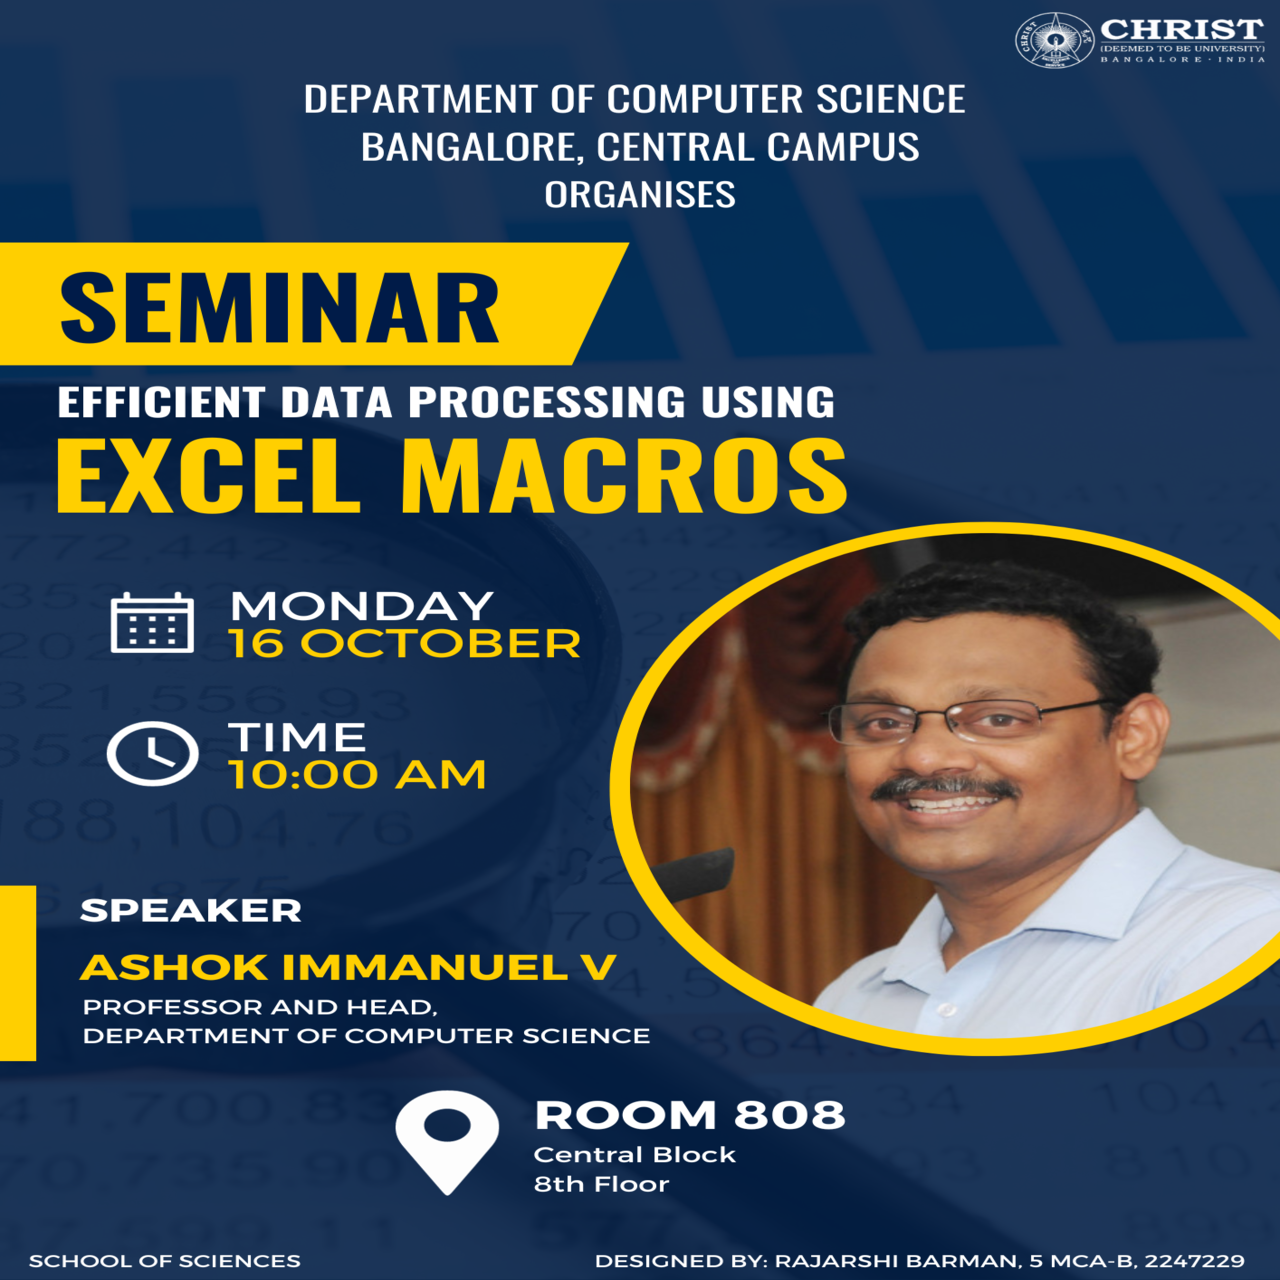 CHRIST
(DEEMED TO BE UNIVERSITY)
BANGALORE · INDIA
DEPARTMENT OF COMPUTER SCIENCE
BANGALORE, CENTRAL CAMPUS
ORGANISES
SEMINAR
EFFICIENT DATA PROCESSING USING
EXCEL MACROS
MONDAY
16 OCTOBER
TIME
10:00 AM
SPEAKER
ASHOK IMMANUEL V
PROFESSOR AND HEAD,
DEPARTMENT OF COMPUTER SCIENCE
ROOM 808
Central Block
8th Floor
SCHOOL OF SCIENCES
DESIGNED BY: RAJARSHI BARMAN, 5 MCA-B, 2247229